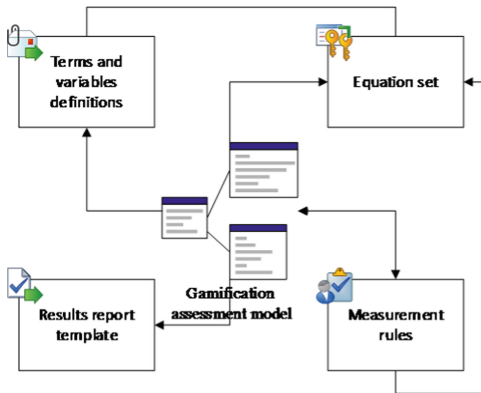 Terms and
variables
definitions
Equation set
Gamification
assessment model
Results report
template
Measurement
rules